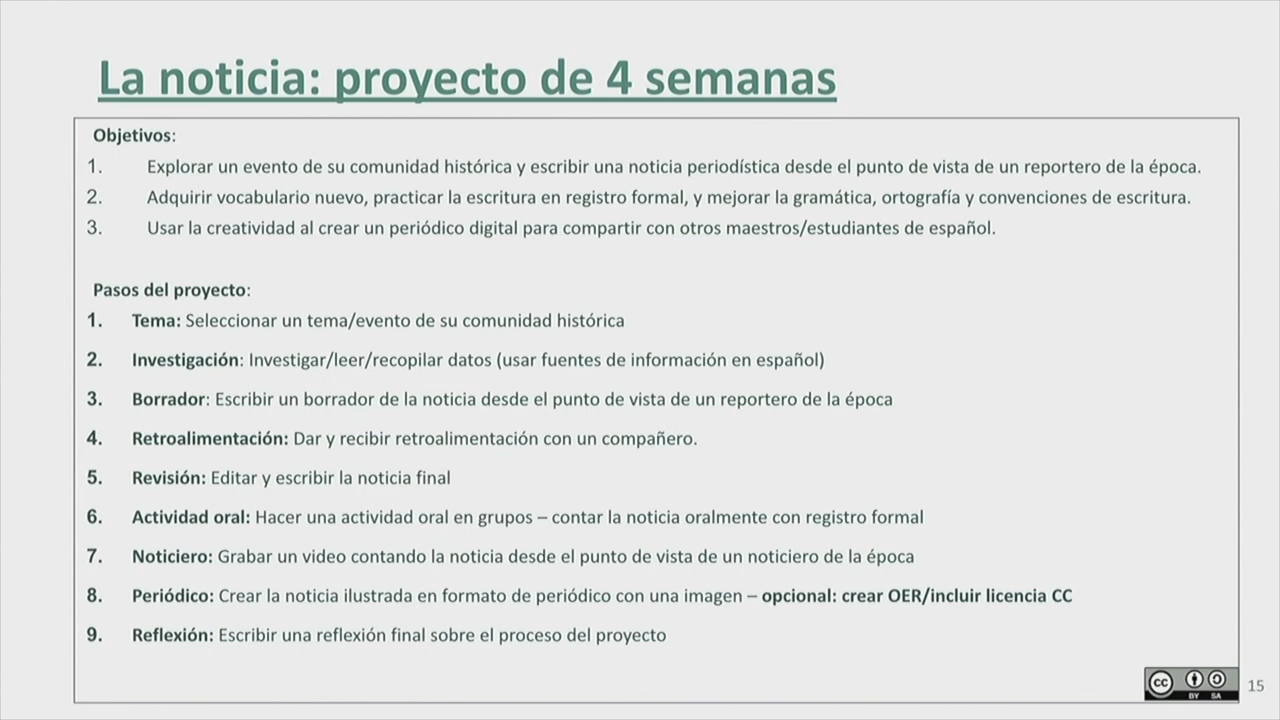 La noticia: proyecto de 4 semanas
Objetivos:
1. Explorar un evento de su comunidad histórica y escribir una noticia periodística desde el punto de vista de un reportero de la época.
2. Adquirir vocabulario nuevo, practicar la escritura en registro formal, y mejorar la gramática, ortografía y convenciones de escritura.
3. Usar la creatividad al crear un periódico digital para compartir con otros maestros/estudiantes de español.
Pasos del proyecto:
1. Tema: Seleccionar un tema/evento de su comunidad histórica
2. Investigación: Investigar/leer/recopilar datos (usar fuentes de información en español)
3. Borrador: Escribir un borrador de la noticia desde el punto de vista de un reportero de la época
4. Retroalimentación: Dar y recibir retroalimentación con un compañero.
5. Revisión: Editar y escribir la noticia final
6. Actividad oral: Hacer una actividad oral en grupos – contar la noticia oralmente con registro formal
7. Noticiero: Grabar un video contando la noticia desde el punto de vista de un noticiero de la época
8. Periódico: Crear la noticia ilustrada en formato de periódico con una imagen – opcional: crear OER/incluir licencia CC
9. Reflexión: Escribir una reflexión final sobre el proceso del proyecto
cc BY SA
15